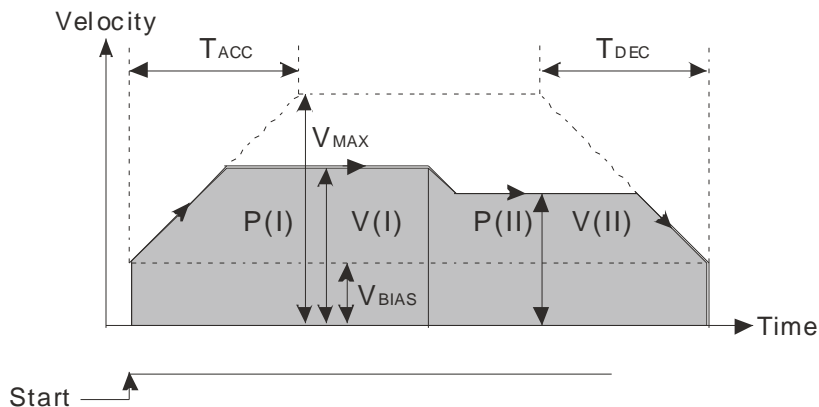 Velocity
TACC
TDEC
VMAX
P(I)
V(I)
P(II)
V(II)
VBIAS
Time
Start